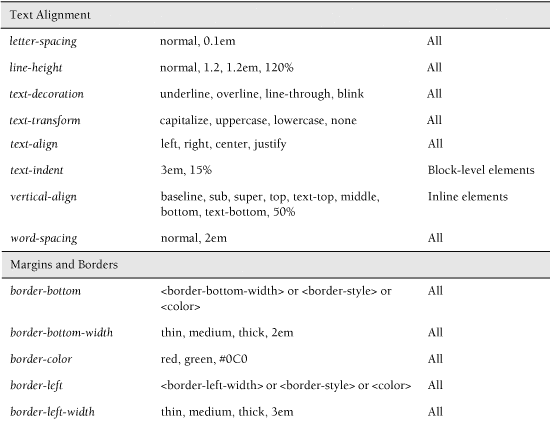 Text Alignment
letter-spacing normal, 0.1em All
line-height normal, 1.2, 1.2em, 120% All
text-decoration underline, overline, line-through, blink All
text-transform capitalize, uppercase, lowercase, none All
text-align left, right, center, justify All
text-indent 3em, 15% Block-level elements
vertical-align baseline, sub, super, top, text-top, middle, Inline elements
bottom, text-bottom, 50%
word-spacing normal, 2em All
Margins and Borders
border-bottom <border-bottom-width> or <border-style> or All
<color>
border-bottom-width thin, medium, thick, 2em All
border-color red, green, #0C0 All
border-left <border-left-width> or <border-style> or <color> All
border-left-width thin, medium, thick, 3em All